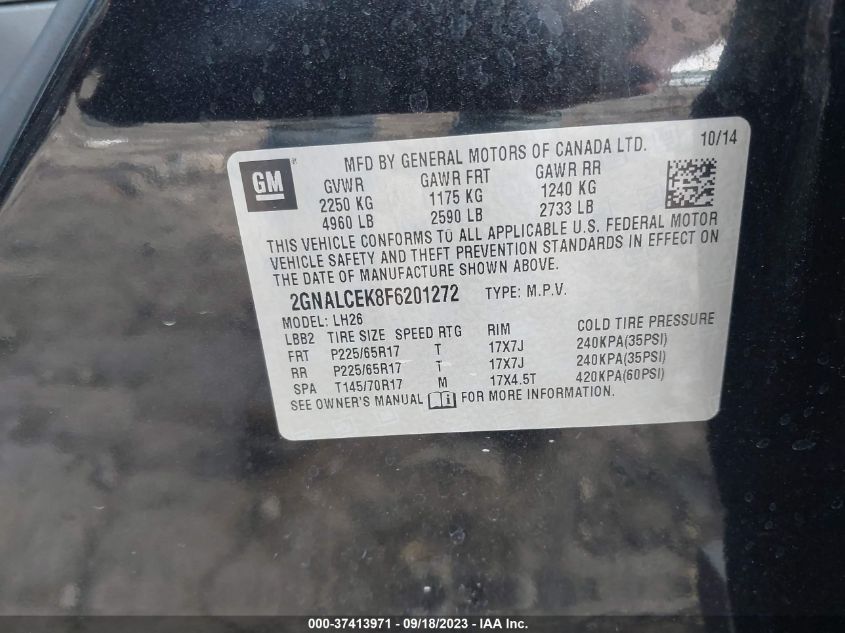 GM
MFD BY GENERAL MOTORS OF CANADA LTD. 10/14
GVWR GAWR FRT GAWR RR
2250 KG 1175 KG 1240 KG
4960 LB 2590 LB 2733 LB
THIS VEHICLE CONFORMS TO ALL APPLICABLE U.S. FEDERAL MOTOR
VEHICLE SAFETY AND THEFT PREVENTION STANDARDS IN EFFECT ON
THE DATE OF MANUFACTURE SHOWN ABOVE.
2GNALCEK8F6201272 TYPE: M.P.V.
MODEL: LH26
LBB2 TIRE SIZE SPEED RTG RIM COLD TIRE PRESSURE
FRT P225/65R17 T 17X7J 240KPA(35PSI)
RR P225/65R17 T 17X7J 240KPA(35PSI)
SPA T145/70R17 M 17X4.5T 420KPA(60PSI)
SEE OWNER'S MANUAL FOR MORE INFORMATION.
000-37413971 - 09/18/2023 - IAA Inc.